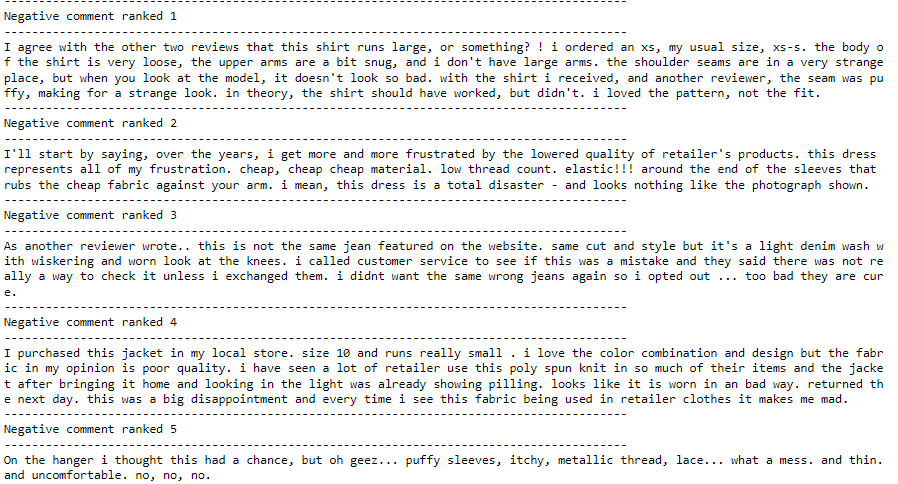 -----------------------------------------------------------------------------------------
Negative comment ranked 1
-----------------------------------------------------------------------------------------
I agree with the other two reviews that this shirt runs large, or something? ! i ordered an xs, my usual size, xs-s. the body o
f the shirt is very loose, the upper arms are a bit snug, and i don't have large arms. the shoulder seams are in a very strange
place, but when you look at the model, it doesn't look so bad. with the shirt i received, and another reviewer, the seam was pu
ffy, making for a strange look. in theory, the shirt should have worked, but didn't. i loved the pattern, not the fit.
-----------------------------------------------------------------------------------------
Negative comment ranked 2
-----------------------------------------------------------------------------------------
I'll start by saying, over the years, i get more and more frustrated by the lowered quality of retailer's products. this dress
represents all of my frustration. cheap, cheap cheap material. low thread count. elastic!!! around the end of the sleeves that
rubs the cheap fabric against your arm. i mean, this dress is a total disaster - and looks nothing like the photograph shown.
-----------------------------------------------------------------------------------------
Negative comment ranked 3
-----------------------------------------------------------------------------------------
As another reviewer wrote.. this is not the same jean featured on the website. same cut and style but it's a light denim wash w
ith wiskering and worn look at the knees. i called customer service to see if this was a mistake and they said there was not re
ally a way to check it unless i exchanged them. i didnt want the same wrong jeans again so i opted out ... too bad they are cur
e.
-----------------------------------------------------------------------------------------
Negative comment ranked 4
-----------------------------------------------------------------------------------------
I purchased this jacket in my local store. size 10 and runs really small . i love the color combination and design but the fabr
ic in my opinion is poor quality. i have seen a lot of retailer use this poly spun knit in so much of their items and the jacke
t after bringing it home and looking in the light was already showing pilling. looks like it is worn in an bad way. returned th
e next day. this was a big disappointment and every time i see this fabric being used in retailer clothes it makes me mad.
-----------------------------------------------------------------------------------------
Negative comment ranked 5
-----------------------------------------------------------------------------------------
On the hanger i thought this had a chance, but oh geez... puffy sleeves, itchy, metallic thread, lace... what a mess. and thin.
and uncomfortable. no, no, no.